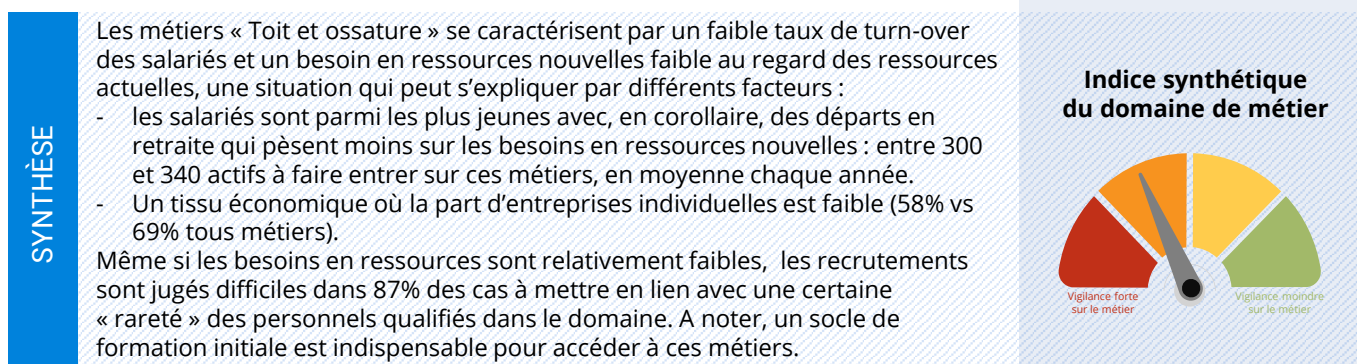 SYNTHÈSE
Les métiers « Toit et ossature » se caractérisent par un faible taux de turn-over
des salariés et un besoin en ressources nouvelles faible au regard des ressources
actuelles, une situation qui peut s’expliquer par différents facteurs :
- les salariés sont parmi les plus jeunes avec, en corollaire, des départs en
retraite qui pèsent moins sur les besoins en ressources nouvelles : entre 300
et 340 actifs à faire entrer sur ces métiers, en moyenne chaque année.
- Un tissu économique où la part d’entreprises individuelles est faible (58% vs
69% tous métiers).
Même si les besoins en ressources sont relativement faibles, les recrutements
sont jugés difficiles dans 87% des cas à mettre en lien avec une certaine
« rareté » des personnels qualifiés dans le domaine. A noter, un socle de
formation initiale est indispensable pour accéder à ces métiers.
Indice synthétique
du domaine de métier
Vigilance forte
sur le métier
Vigilance moindre
sur le métier